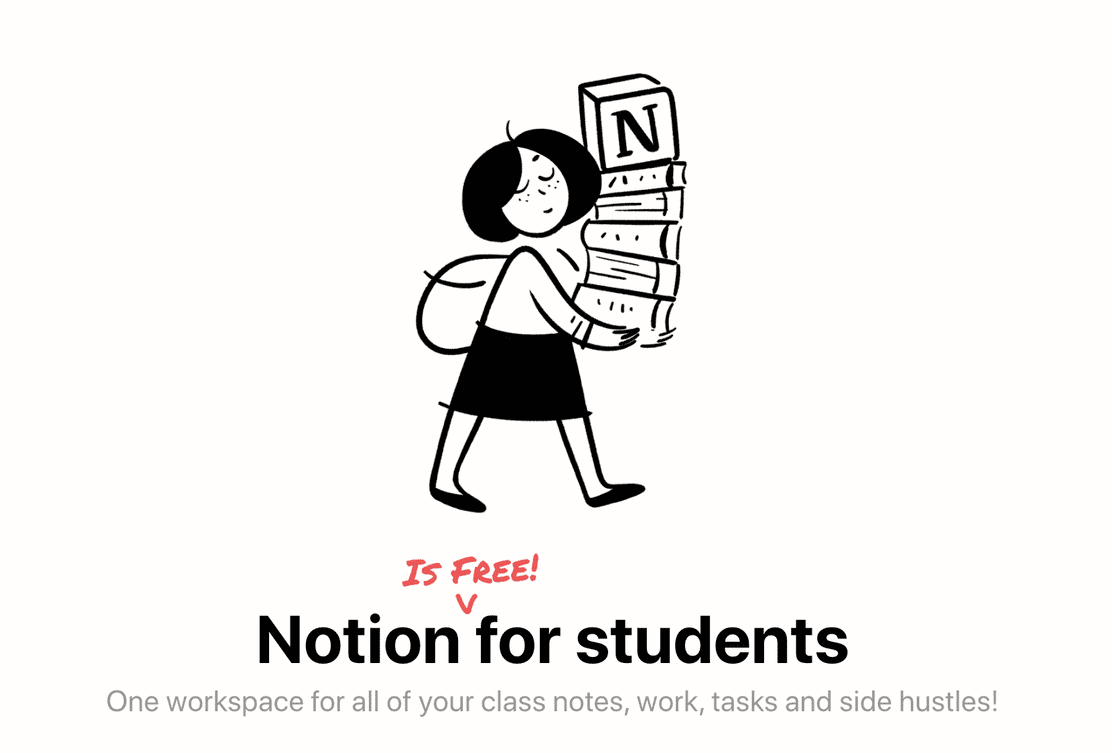 N
Is Free!
Notion for students
One workspace for all of your class notes, work, tasks and side hustles!